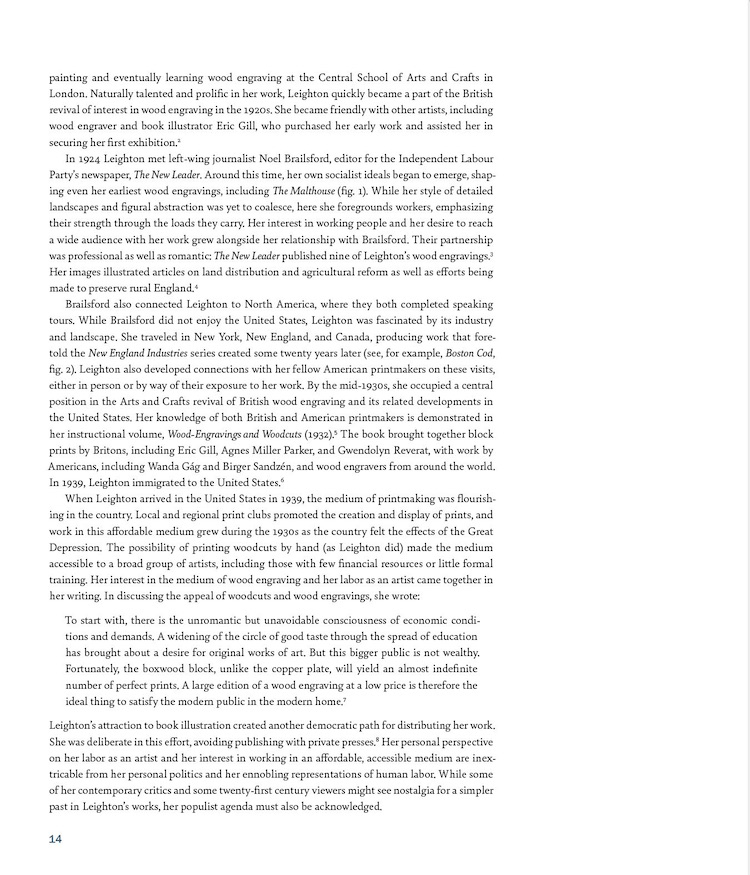 painting and eventually learning wood engraving at the Central School of Arts and Crafts in
London. Naturally talented and prolific in her work, Leighton quickly became a part of the British
revival of interest in wood engraving in the 1920s. She became friendly with other artists, including
wood engraver and book illustrator Eric Gill, who purchased her early work and assisted her in
securing her first exhibition.²
In 1924 Leighton met left-wing journalist Noel Brailsford, editor for the Independent Labour
Party's newspaper, The New Leader. Around this time, her own socialist ideals began to emerge, shap-
ing even her earliest wood engravings, including The Malthouse (fig. 1). While her style of detailed
landscapes and figural abstraction was yet to coalesce, here she foregrounds workers, emphasizing
their strength through the loads they carry. Her interest in working people and her desire to reach
a wide audience with her work grew alongside her relationship with Brailsford. Their partnership
was professional as well as romantic: The New Leader published nine of Leighton's wood engravings.³
Her images illustrated articles on land distribution and agricultural reform as well as efforts being
made to preserve rural England.⁴
Brailsford also connected Leighton to North America, where they both completed speaking
tours. While Brailsford did not enjoy the United States, Leighton was fascinated by its industry
and landscape. She traveled in New York, New England, and Canada, producing work that fore-
told the New England Industries series created some twenty years later (see, for example, Boston Cod,
fig. 2). Leighton also developed connections with her fellow American printmakers on these visits,
either in person or by way of their exposure to her work. By the mid-1930s, she occupied a central
position in the Arts and Crafts revival of British wood engraving and its related developments in
the United States. Her knowledge of both British and American printmakers is demonstrated in
her instructional volume, Wood-Engravings and Woodcuts (1932).⁵ The book brought together block
prints by Britons, including Eric Gill, Agnes Miller Parker, and Gwendolyn Reverat, with work by
Americans, including Wanda Gág and Birger Sandzén, and wood engravers from around the world.
In 1939, Leighton immigrated to the United States.⁶
When Leighton arrived in the United States in 1939, the medium of printmaking was flourish-
ing in the country. Local and regional print clubs promoted the creation and display of prints, and
work in this affordable medium grew during the 1930s as the country felt the effects of the Great
Depression. The possibility of printing woodcuts by hand (as Leighton did) made the medium
accessible to a broad group of artists, including those with few financial resources or little formal
training. Her interest in the medium of wood engraving and her labor as an artist came together in
her writing. In discussing the appeal of woodcuts and wood engravings, she wrote:
To start with, there is the unromantic but unavoidable consciousness of economic condi-
tions and demands. A widening of the circle of good taste through the spread of education
has brought about a desire for original works of art. But this bigger public is not wealthy.
Fortunately, the boxwood block, unlike the copper plate, will yield an almost indefinite
number of perfect prints. A large edition of a wood engraving at a low price is therefore the
ideal thing to satisfy the modern public in the modern home.⁷
Leighton's attraction to book illustration created another democratic path for distributing her work.
She was deliberate in this effort, avoiding publishing with private presses.⁸ Her personal perspective
on her labor as an artist and her interest in working in an affordable, accessible medium are inex-
tricable from her personal politics and her ennobling representations of human labor. While some
of her contemporary critics and some twenty-first century viewers might see nostalgia for a simpler
past in Leighton's works, her populist agenda must also be acknowledged.
14